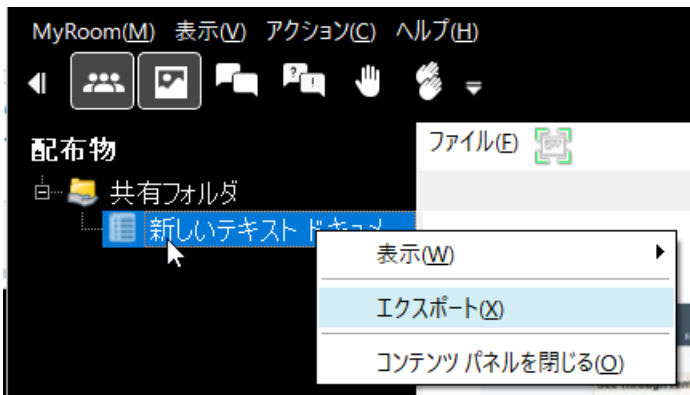 MyRoom(M) 表示(V) アクション(C) ヘルプ(H)
配布物
ファイル(F)
共有フォルダ
新しいテキスト ドキュメ
表示(W)
エクスポート(X)
コンテンツ パネルを閉じる(O)